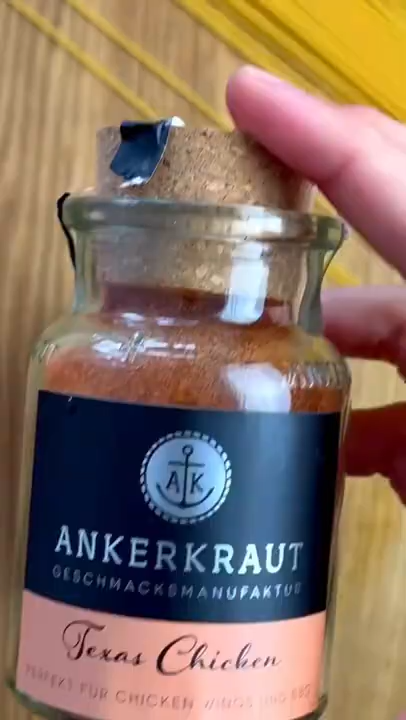 AK
ANKERKRAUT
GESCHMACKSMANUFAKTUR
Texas Chicken
PERFEKT FÜR CHICKEN WINGS UND BBQ